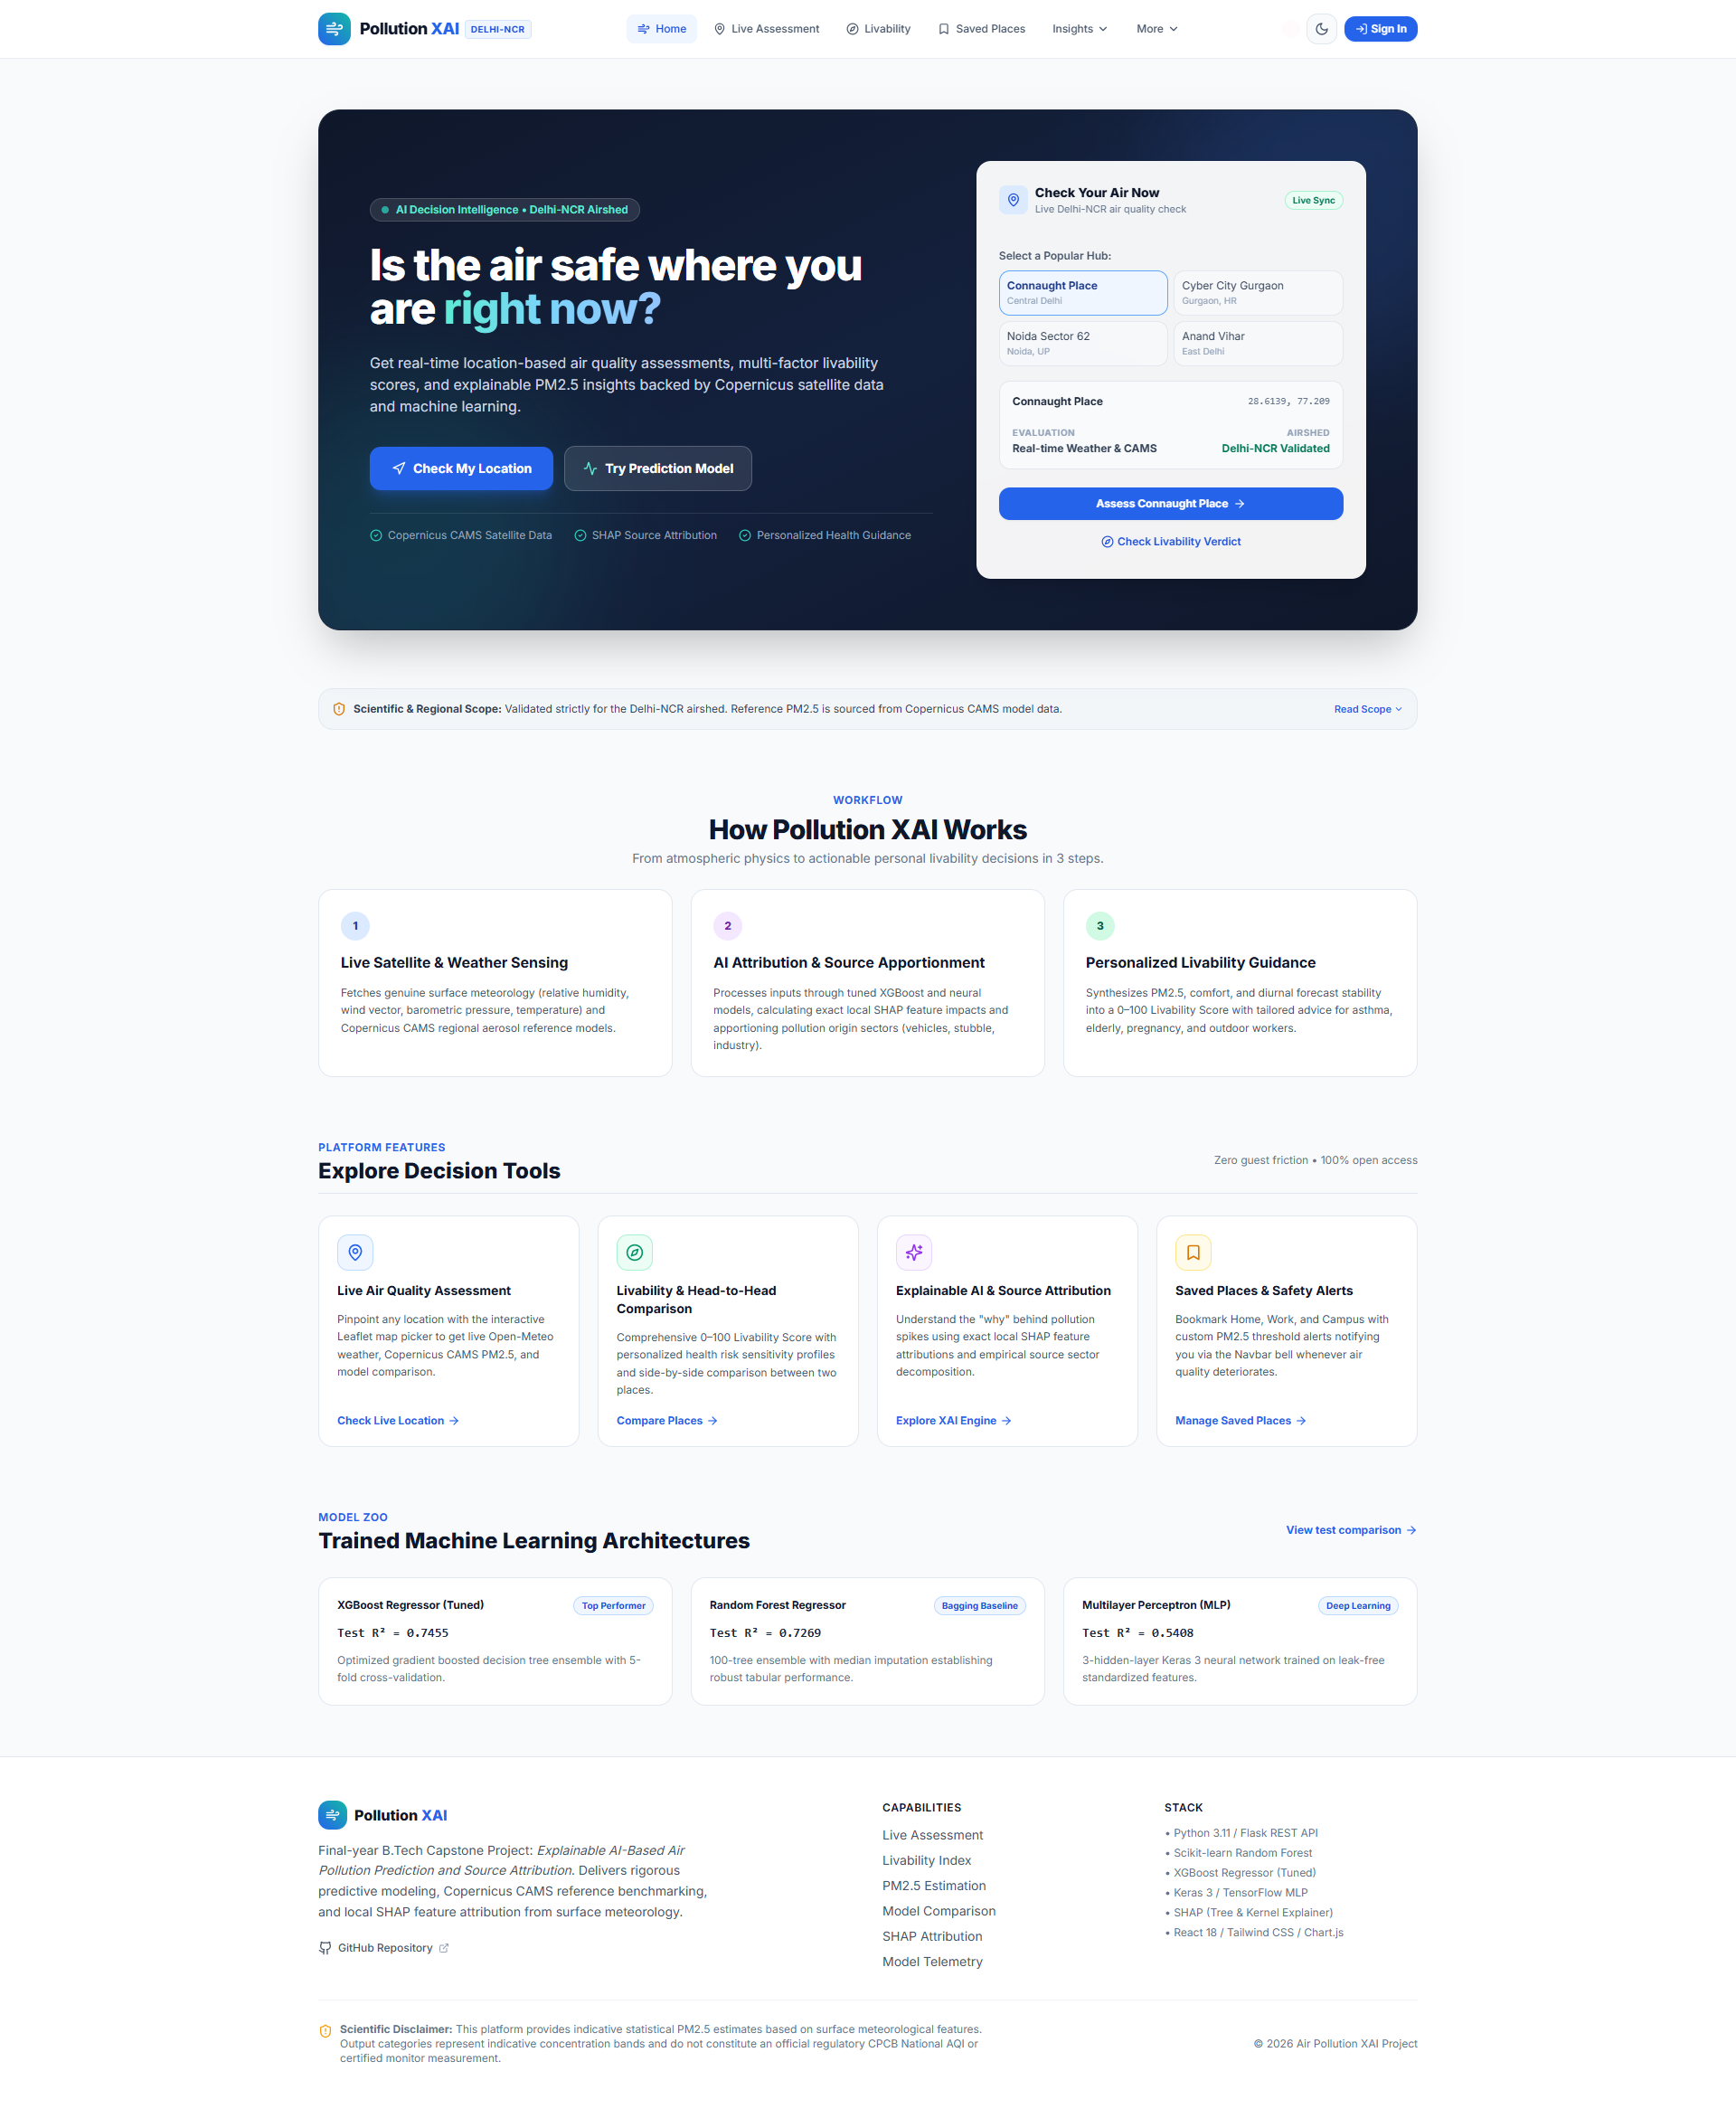 Pollution XAI DELHI-NCR
Home
Live Assessment
Livability
Saved Places
Insights
More
Sign In
AI Decision Intelligence • Delhi-NCR Airshed
Is the air safe where you
are right now?
Get real-time location-based air quality assessments, multi-factor livability
scores, and explainable PM2.5 insights backed by Copernicus satellite data
and machine learning.
Check My Location
Try Prediction Model
Copernicus CAMS Satellite Data
SHAP Source Attribution
Personalized Health Guidance
Check Your Air Now
Live Delhi-NCR air quality check
Live Sync
Select a Popular Hub:
Connaught Place
Central Delhi
Cyber City Gurgaon
Gurgaon, HR
Noida Sector 62
Noida, UP
Anand Vihar
East Delhi
Connaught Place
28.6139, 77.209
EVALUATION
Real-time Weather & CAMS
AIRSHED
Delhi-NCR Validated
Assess Connaught Place
Check Livability Verdict
Scientific & Regional Scope: Validated strictly for the Delhi-NCR airshed. Reference PM2.5 is sourced from Copernicus CAMS model data.
Read Scope
WORKFLOW
How Pollution XAI Works
From atmospheric physics to actionable personal livability decisions in 3 steps.
1
Live Satellite & Weather Sensing
Fetches genuine surface meteorology (relative humidity,
wind vector, barometric pressure, temperature) and
Copernicus CAMS regional aerosol reference models.
2
AI Attribution & Source Apportionment
Processes inputs through tuned XGBoost and neural
models, calculating exact local SHAP feature impacts and
apportioning pollution origin sectors (vehicles, stubble,
industry).
3
Personalized Livability Guidance
Synthesizes PM2.5, comfort, and diurnal forecast stability
into a 0–100 Livability Score with tailored advice for asthma,
elderly, pregnancy, and outdoor workers.
PLATFORM FEATURES
Explore Decision Tools
Zero guest friction • 100% open access
Live Air Quality Assessment
Pinpoint any location with the interactive
Leaflet map picker to get live Open-Meteo
weather, Copernicus CAMS PM2.5, and
model comparison.
Check Live Location
Livability & Head-to-Head
Comparison
Comprehensive 0–100 Livability Score with
personalized health risk sensitivity profiles
and side-by-side comparison between two
places.
Compare Places
Explainable AI & Source Attribution
Understand the "why" behind pollution
spikes using exact local SHAP feature
attributions and empirical source sector
decomposition.
Explore XAI Engine
Saved Places & Safety Alerts
Bookmark Home, Work, and Campus with
custom PM2.5 threshold alerts notifying
you via the Navbar bell whenever air
quality deteriorates.
Manage Saved Places
MODEL ZOO
Trained Machine Learning Architectures
View test comparison
XGBoost Regressor (Tuned)
Top Performer
Test R² = 0.7455
Optimized gradient boosted decision tree ensemble with 5-
fold cross-validation.
Random Forest Regressor
Bagging Baseline
Test R² = 0.7269
100-tree ensemble with median imputation establishing
robust tabular performance.
Multilayer Perceptron (MLP)
Deep Learning
Test R² = 0.5408
3-hidden-layer Keras 3 neural network trained on leak-free
standardized features.
Pollution XAI
Final-year B.Tech Capstone Project: Explainable AI-Based Air
Pollution Prediction and Source Attribution. Delivers rigorous
predictive modeling, Copernicus CAMS reference benchmarking,
and local SHAP feature attribution from surface meteorology.
GitHub Repository
CAPABILITIES
Live Assessment
Livability Index
PM2.5 Estimation
Model Comparison
SHAP Attribution
Model Telemetry
STACK
• Python 3.11 / Flask REST API
• Scikit-learn Random Forest
• XGBoost Regressor (Tuned)
• Keras 3 / TensorFlow MLP
• SHAP (Tree & Kernel Explainer)
• React 18 / Tailwind CSS / Chart.js
Scientific Disclaimer: This platform provides indicative statistical PM2.5 estimates based on surface meteorological features.
Output categories represent indicative concentration bands and do not constitute an official regulatory CPCB National AQI or
certified monitor measurement.
© 2026 Air Pollution XAI Project